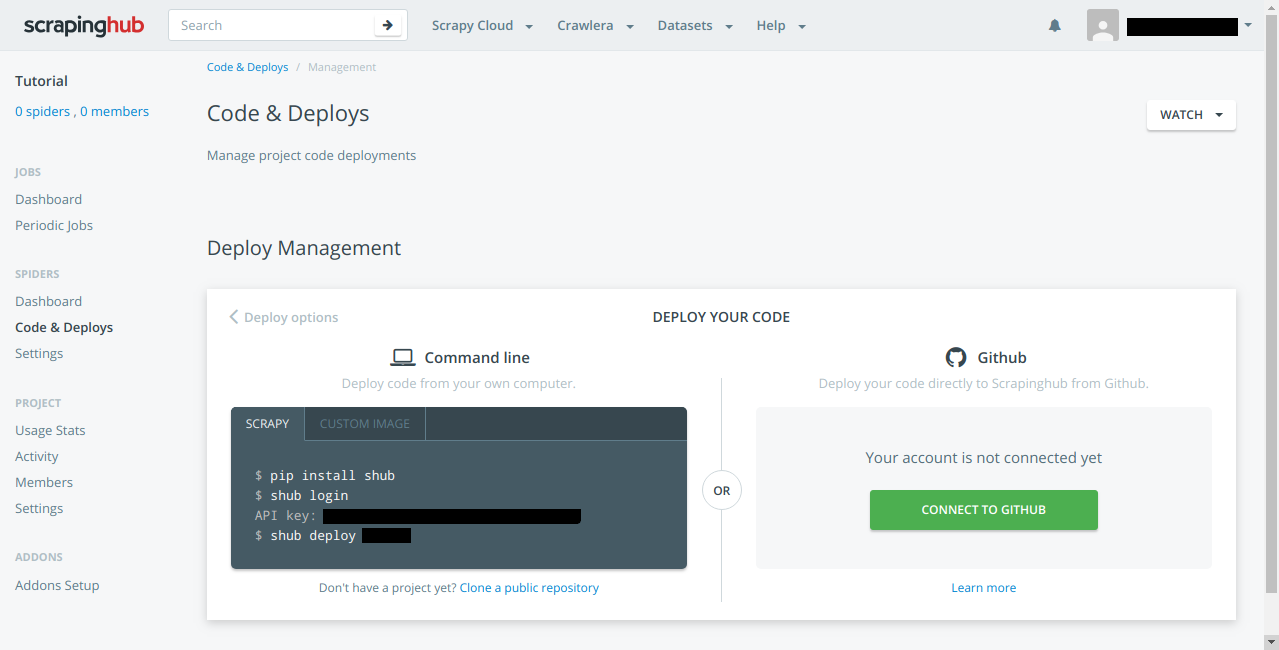 scrapinghub
Search
Scrapy Cloud
Crawlera
Datasets
Help
Tutorial
0 spiders , 0 members
JOBS
Dashboard
Periodic Jobs
SPIDERS
Dashboard
Code & Deploys
Settings
PROJECT
Usage Stats
Activity
Members
Settings
ADDONS
Addons Setup
Code & Deploys / Management
Code & Deploys
WATCH
Manage project code deployments
Deploy Management
Deploy options
DEPLOY YOUR CODE
Command line
Deploy code from your own computer.
SCRAPY
CUSTOM IMAGE
$ pip install shub
$ shub login
API key:
$ shub deploy
Don't have a project yet? Clone a public repository
OR
Github
Deploy your code directly to Scrapinghub from Github.
Your account is not connected yet
CONNECT TO GITHUB
Learn more